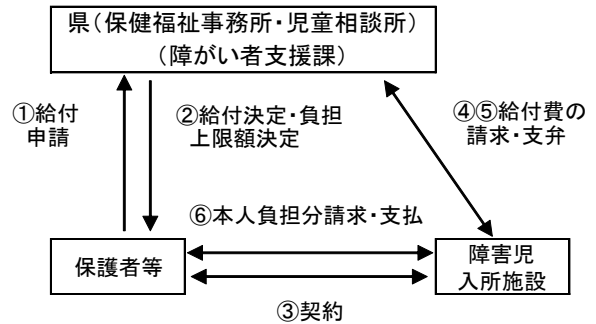 県（保健福祉事務所・児童相談所）
（障がい者支援課）
①給付
申請
②給付決定・負担
上限額決定
④⑤給付費の
請求・支弁
⑥本人負担分請求・支払
保護者等
障害児
入所施設
③契約